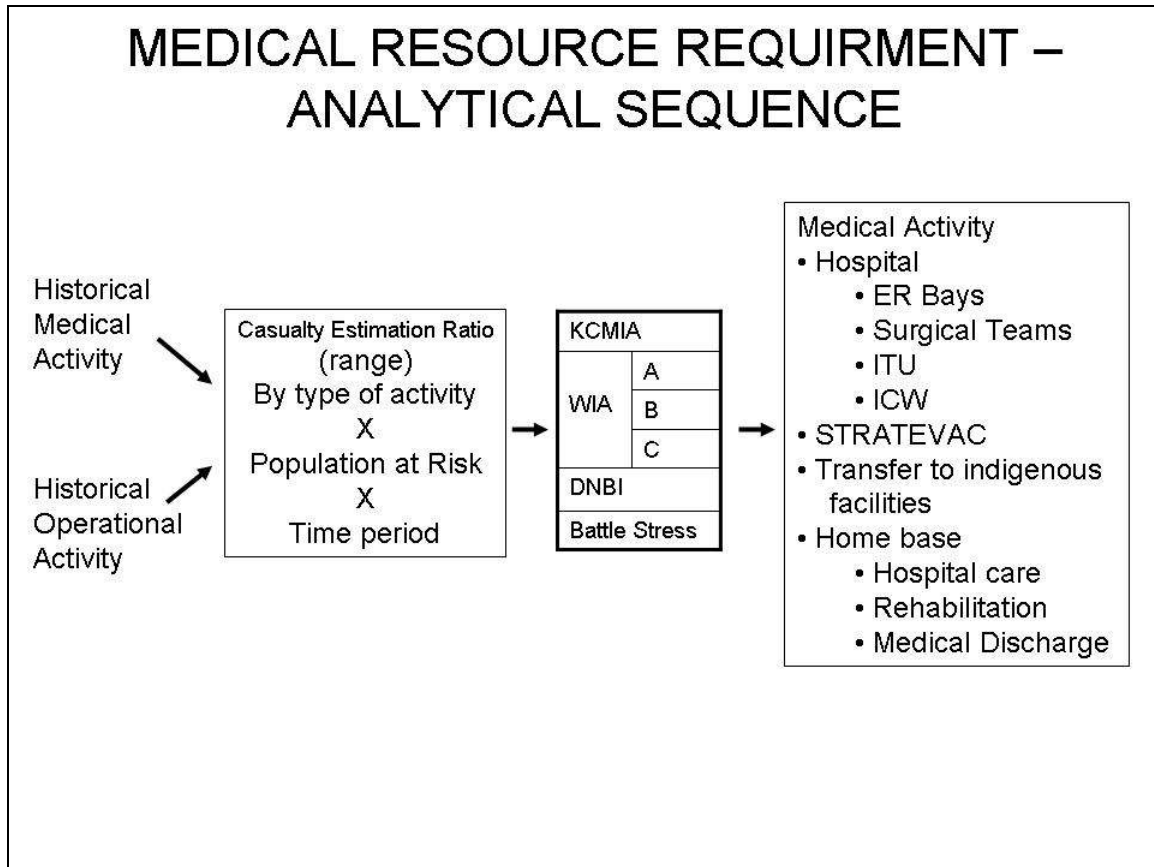 MEDICAL RESOURCE REQUIRMENT –
ANALYTICAL SEQUENCE
Historical
Medical
Activity
Historical
Operational
Activity
Casualty Estimation Ratio
(range)
By type of activity
X
Population at Risk
X
Time period
KCMIA
WIA
A
B
C
DNBI
Battle Stress
Medical Activity
• Hospital
• ER Bays
• Surgical Teams
• ITU
• ICW
• STRATEVAC
• Transfer to indigenous
facilities
• Home base
• Hospital care
• Rehabilitation
• Medical Discharge